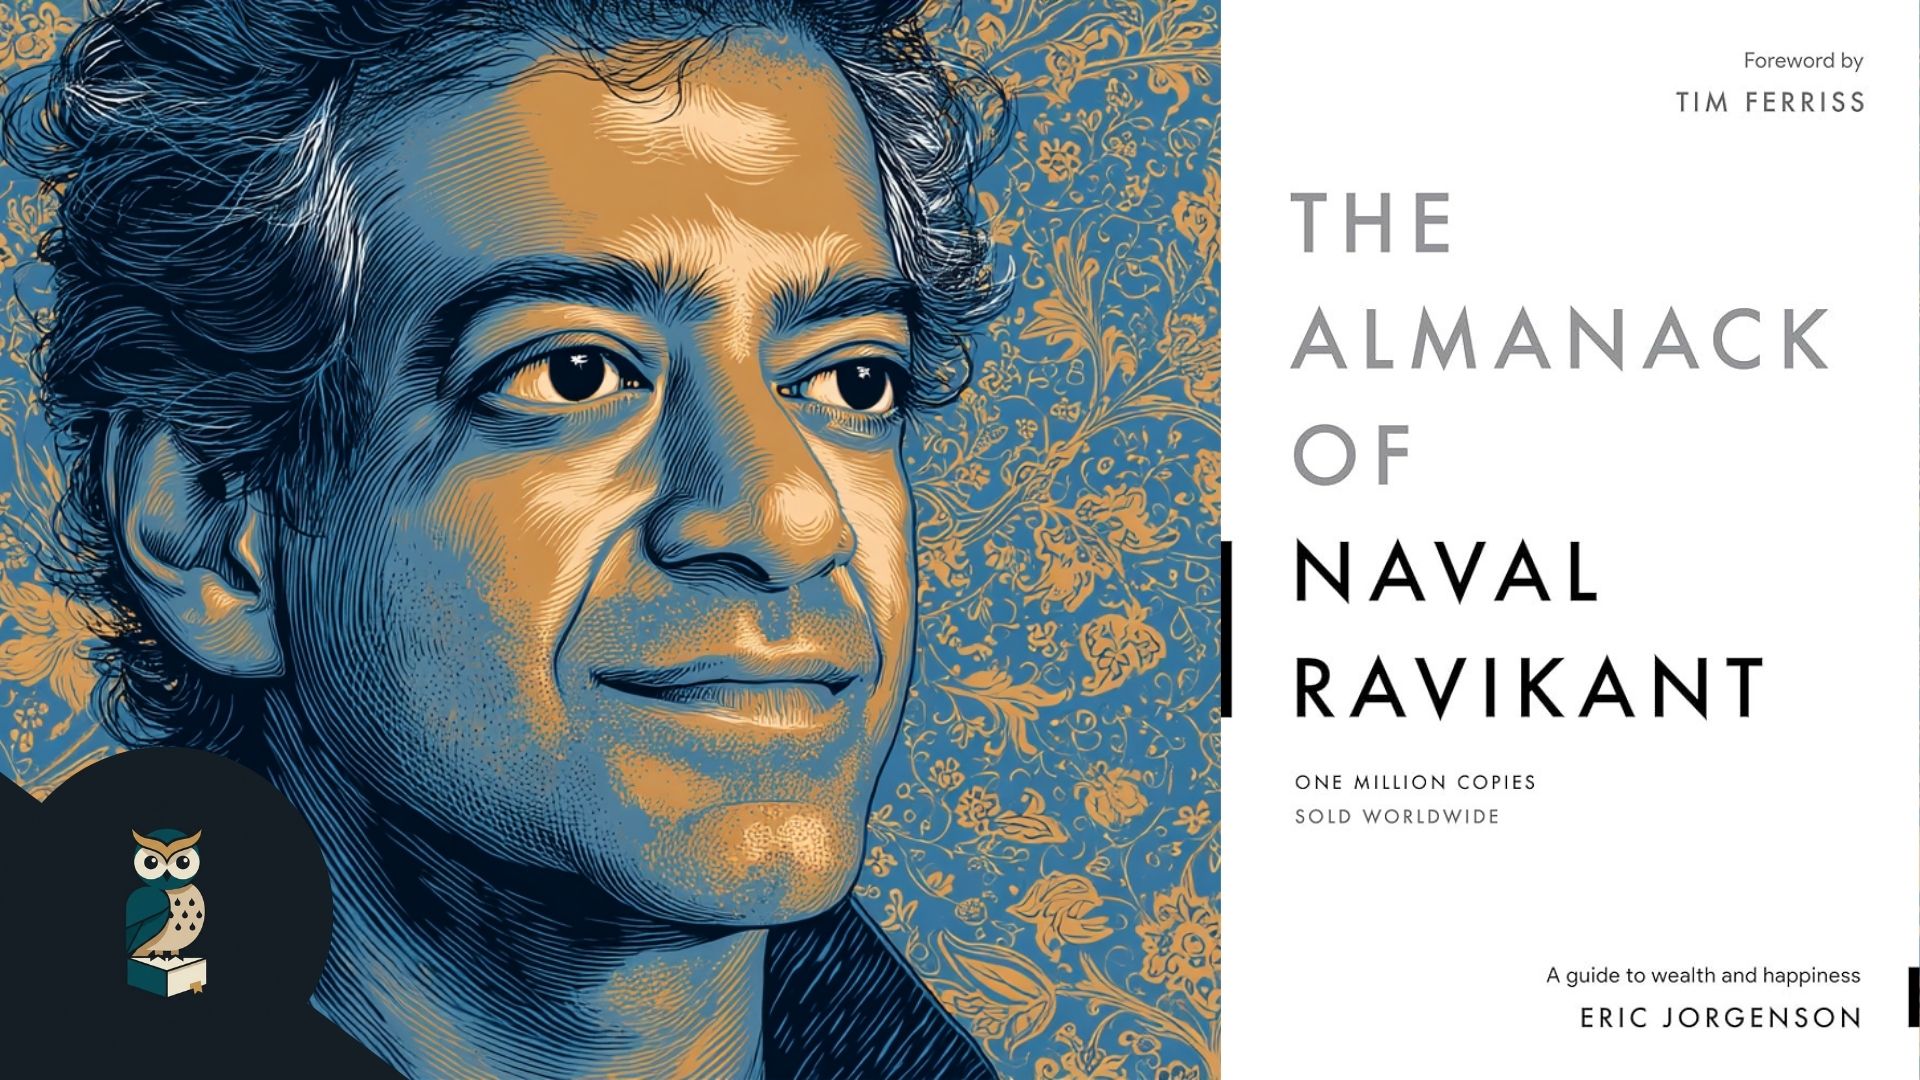 Foreword by
TIM FERRISS
THE
ALMANACK
OF
NAVAL
RAVIKANT
ONE MILLION COPIES
SOLD WORLDWIDE
A guide to wealth and happiness
ERIC JORGENSON